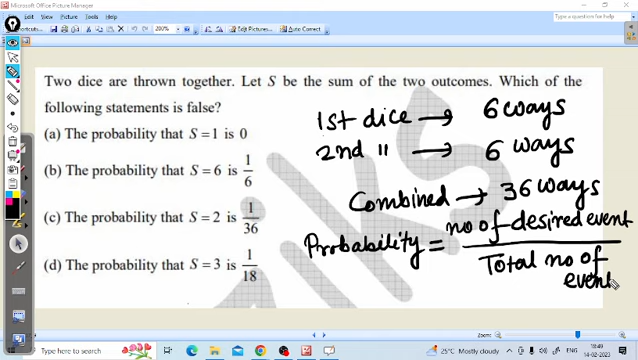 Microsoft Office Picture Manager
Edit View Picture Tools Help
Type a question for help
Shortcuts...
200%
Edit Pictures...
Auto Correct
Two dice are thrown together. Let S be the sum of the two outcomes. Which of the
following statements is false?
(a) The probability that S = 1 is 0
(b) The probability that S = 6 is 1/6
(c) The probability that S = 2 is 1/36
(d) The probability that S = 3 is 1/18
1st dice → 6 ways
2nd " → 6 ways
Combined → 36 ways
Probability = no of desired event
Total no of
event
Zoom:
Type here to search
25°C Mostly cloudy
ENG
18:49
14-02-2023